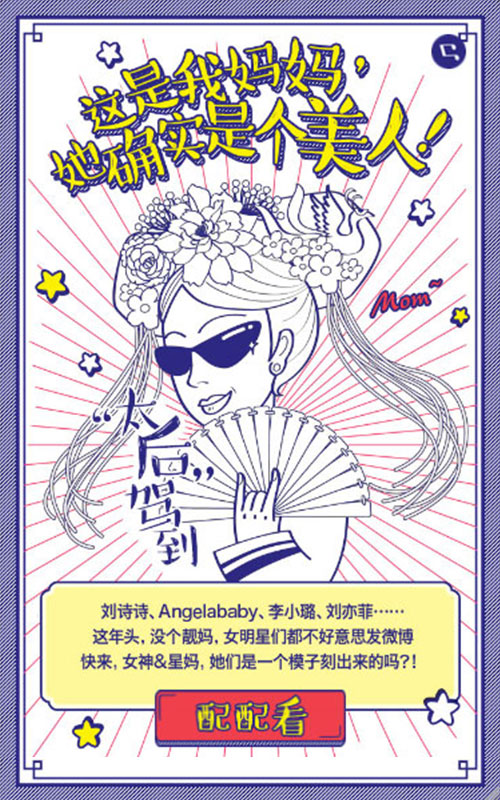 这是我妈妈，
她确实是个美人！
Mom~
“太后”
驾到
刘诗诗、Angelababy、李小璐、刘亦菲······
这年头，没个靓妈，女明星们都不好意思发微博
快来，女神&星妈，她们是一个模子刻出来的吗?！
配配看